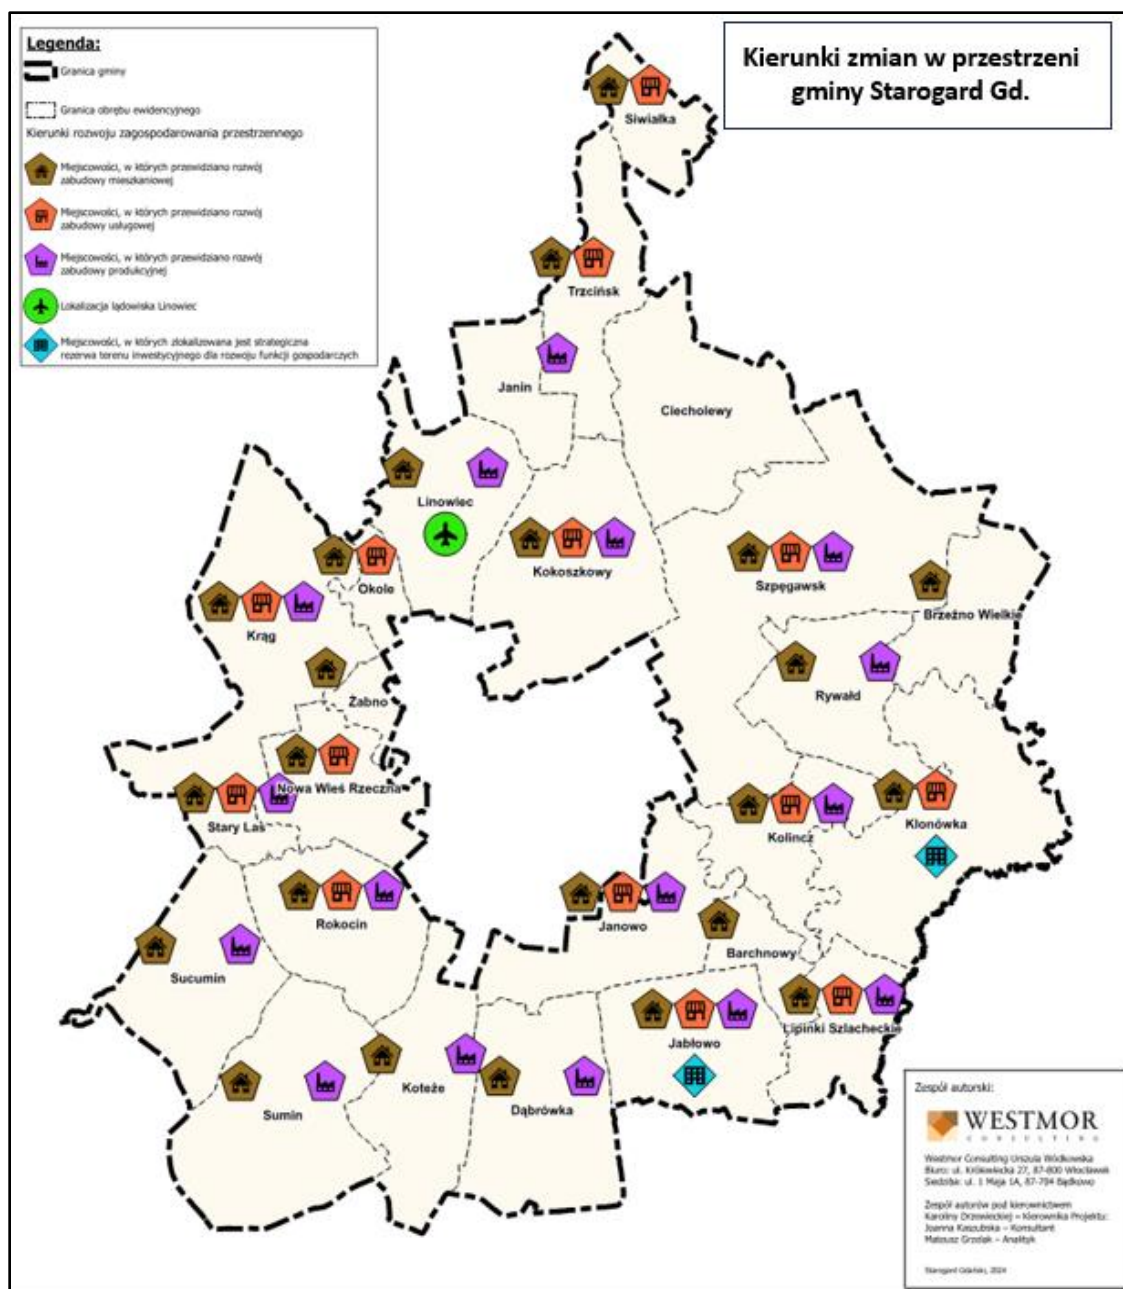 Legenda:
Granica gminy
Granica obrębu ewidencyjnego
Kierunki rozwoju zagospodarowania przestrzennego
Miejscowości, w których przewidziano rozwój
zabudowy mieszkaniowej
Miejscowości, w których przewidziano rozwój
zabudowy usługowej
Miejscowości, w których przewidziano rozwój
zabudowy produkcyjnej
Lokalizacja lądowiska Linowiec
Miejscowości, w których zlokalizowana jest strategiczna
rezerwa terenu inwestycyjnego dla rozwoju funkcji gospodarczych
Kierunki zmian w przestrzeni
gminy Starogard Gd.
Siwiałka
Trzcińsk
Janin
Ciecholewy
Linowiec
Kokoszkowy
Szpęgawsk
Okole
Brzeźno Wielkie
Krąg
Rywałd
Żabno
Nowa Wieś Rzeczna
Stary Las
Kolincz
Klonówka
Rokocin
Janowo
Barchnowy
Sucumin
Lipinki Szlacheckie
Jabłowo
Koteże
Sumin
Dąbrówka
Zespół autorski:
WESTMOR
CONSULTING
Westmor Consulting Urszula Wódkowska
Biuro: ul. Królewiecka 27, 87-800 Włocławek
Siedziba: ul. 1 Maja 1A, 87-704 Bądkowo
Zespół autorów pod kierownictwem
Karoliny Drzewieckiej – Kierownika Projektu:
Joanna Kaszubska – Konsultant
Mateusz Grzelak – Analityk
Starogard Gdański, 2024